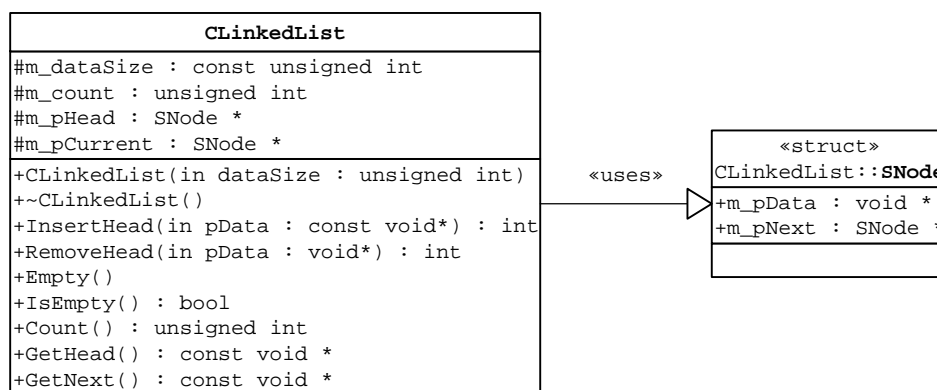 CLinkedList
#m_dataSize : const unsigned int
#m_count : unsigned int
#m_pHead : SNode *
#m_pCurrent : SNode *
+CLinkedList(in dataSize : unsigned int)
+~CLinkedList()
+InsertHead(in pData : const void*) : int
+RemoveHead(in pData : void*) : int
+Empty()
+IsEmpty() : bool
+Count() : unsigned int
+GetHead() : const void *
+GetNext() : const void *
«uses»
«struct»
CLinkedList::SNode
+m_pData : void *
+m_pNext : SNode *